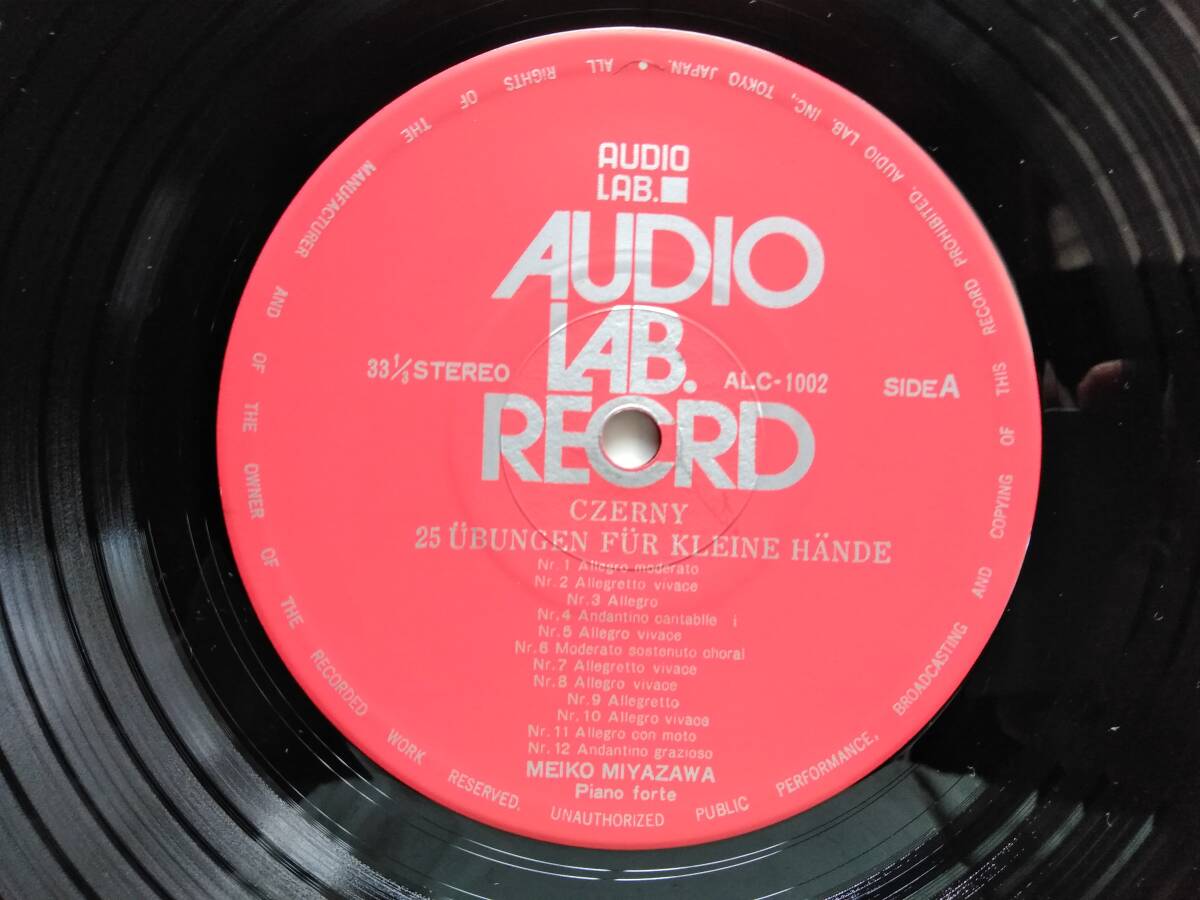 AUDIO
LAB.
AUDIO
LAB.
RECRD
33 1/3 STEREO
ALC-1002
SIDE A
CZERNY
25 ÜBUNGEN FÜR KLEINE HÄNDE
Nr.1 Allegro moderato
Nr.2 Allegretto vivace
Nr.3 Allegro
Nr.4 Andantino cantabile i
Nr.5 Allegro vivace
Nr.6 Moderato sostenuto choral
Nr.7 Allegretto vivace
Nr.8 Allegro vivace
Nr.9 Allegretto
Nr.10 Allegro vivace
Nr.11 Allegro con moto
Nr.12 Andantino grazioso
MEIKO MIYAZAWA
Piano forte
ALL RiGHTS OF THE MANUFACTURER AND OF THE OWNER OF THE RECORDED WORK RESERVED. UNAUTHORIZED PUBLIC PERFORMANCE, BROADCASTING AND COPYING OF THIS RECORD PROHIBITED. AUDIO LAB. INC., TOKYO JAPAN.